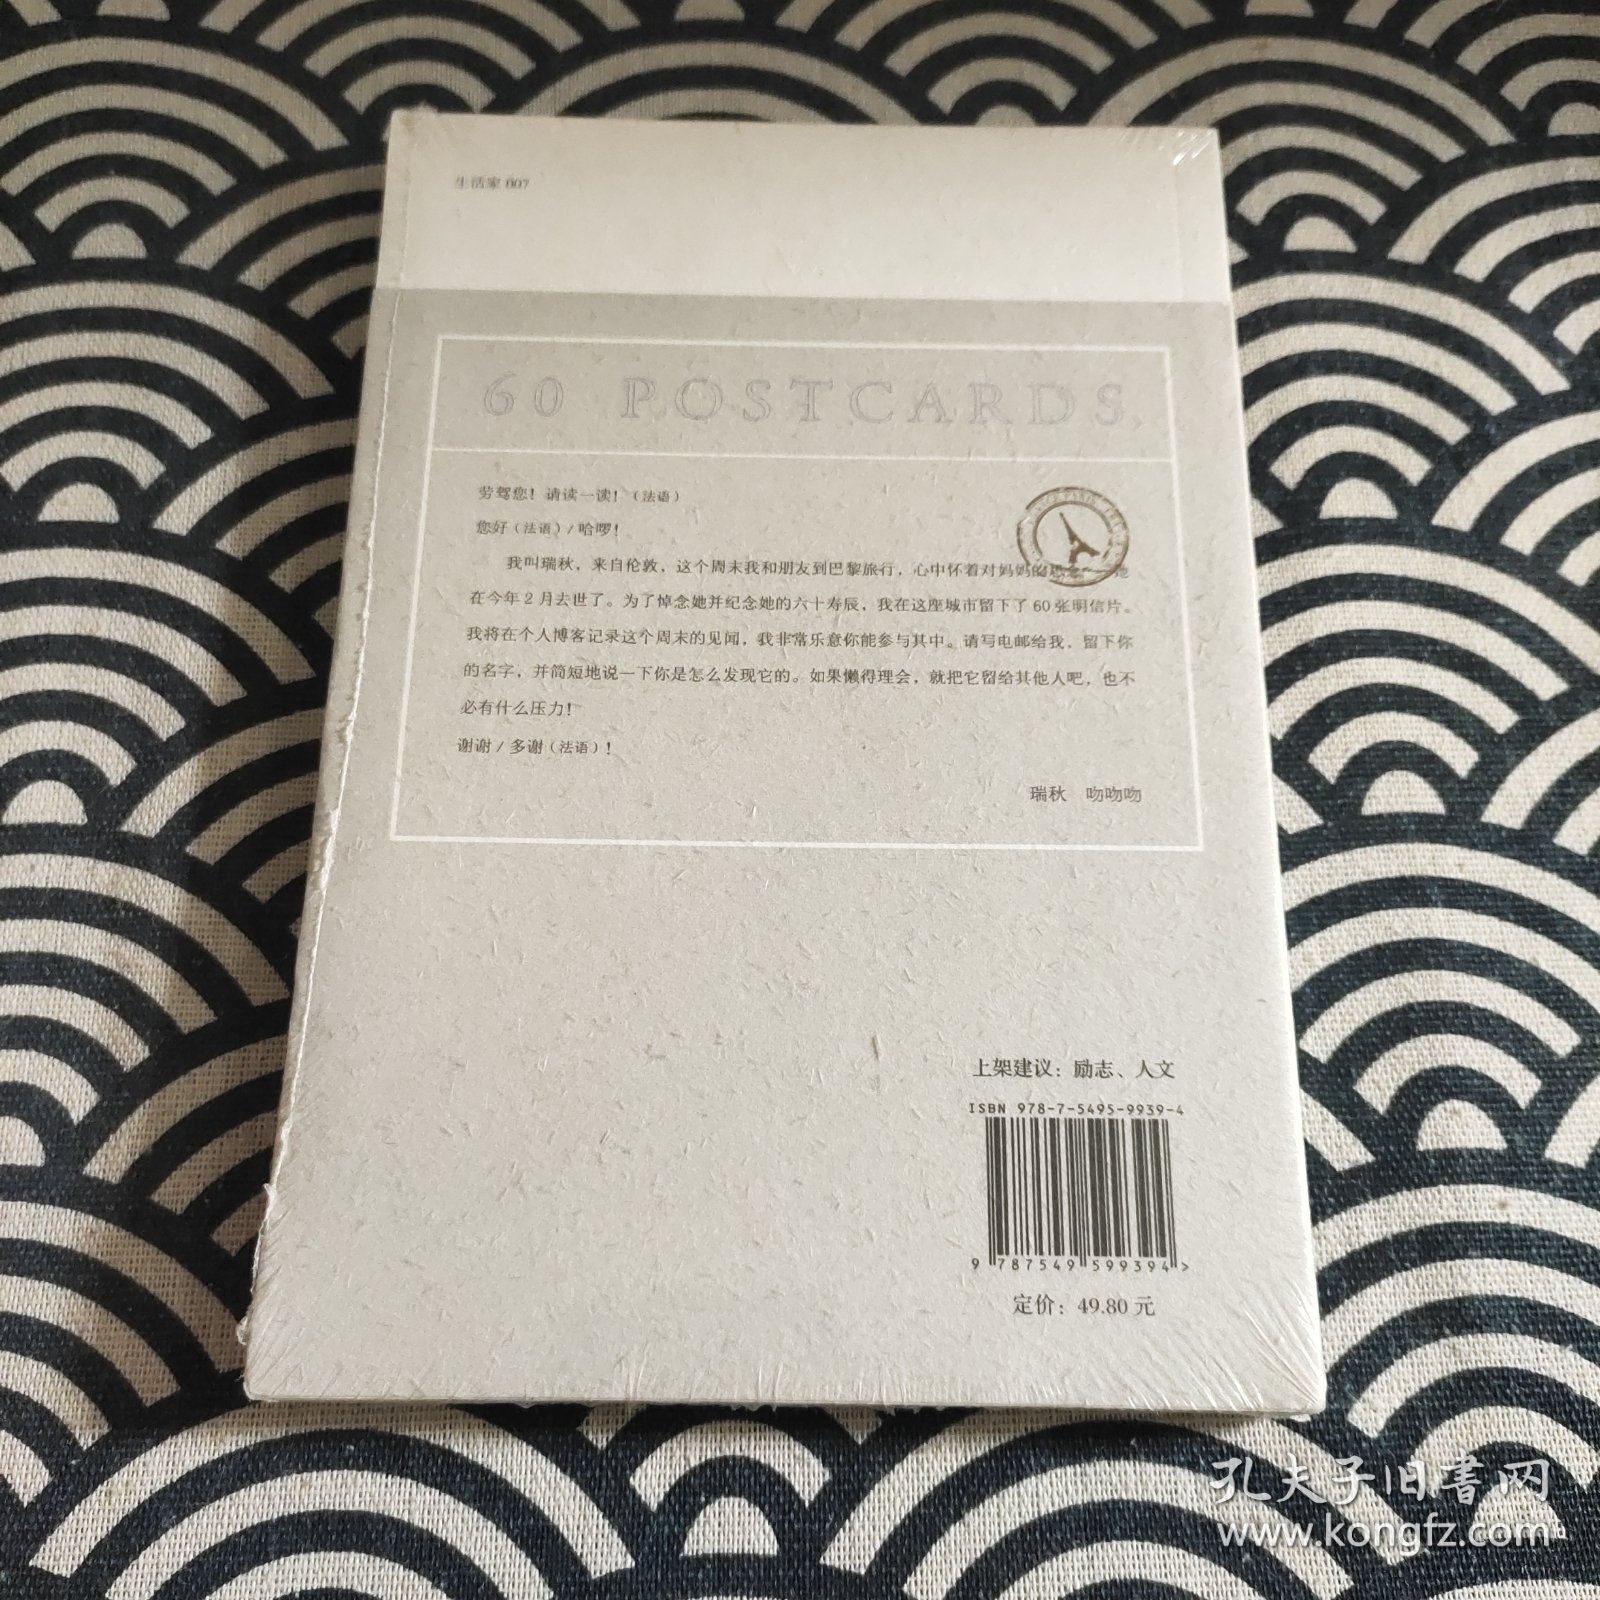 生活家 007
60 POSTCARDS
劳驾您！请读一读！（法语）
您好（法语）/哈啰！
我叫瑞秋，来自伦敦，这个周末我和朋友到巴黎旅行，心中怀着对妈妈的思念——她
在今年 2 月去世了。为了悼念她并纪念她的六十寿辰，我在这座城市留下了 60 张明信片。
我将在个人博客记录这个周末的见闻，我非常乐意你能参与其中。请写电邮给我，留下你
的名字，并简短地说一下你是怎么发现它的。如果懒得理会，就把它留给其他人吧，也不
必有什么压力！
谢谢 / 多谢（法语）！
瑞秋 吻吻吻
上架建议：励志、人文
ISBN 978-7-5495-9939-4
9 787549 599394 >
定价：49.80 元
孔夫子旧書网
www.kongfz.com